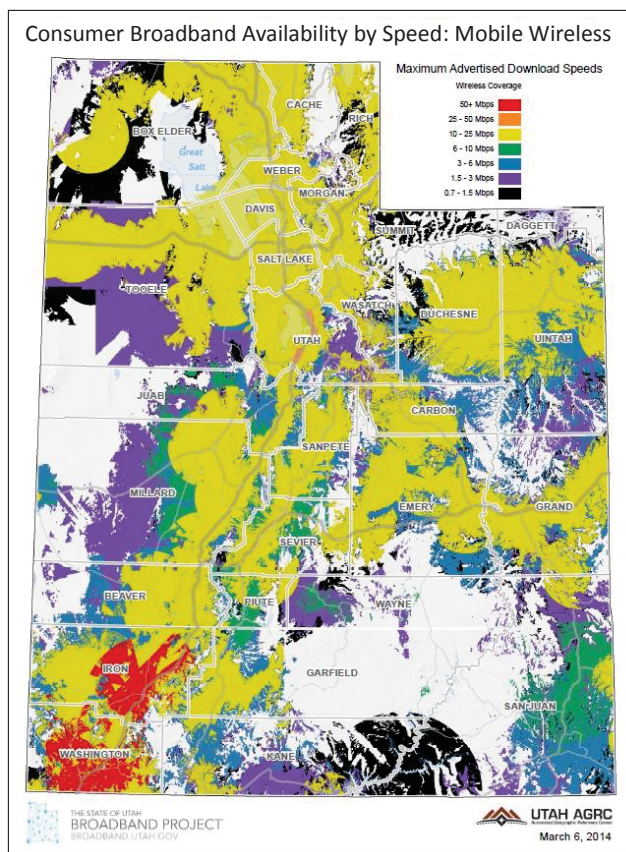 Consumer Broadband Availability by Speed: Mobile Wireless
Maximum Advertised Download Speeds
Wireless Coverage
50+ Mbps
25 - 50 Mbps
10 - 25 Mbps
6 - 10 Mbps
3 - 6 Mbps
1.5 - 3 Mbps
0.7 - 1.5 Mbps
CACHE
RICH
BOX ELDER
Great
Salt
Lake
WEBER
MORGAN
DAVIS
SUMMIT
DAGGETT
SALT LAKE
TOOELE
WASATCH
DUCHESNE
UTAH
UINTAH
JUAB
CARBON
SANPETE
MILLARD
EMERY
GRAND
SEVIER
BEAVER
PIUTE
WAYNE
IRON
GARFIELD
SAN JUAN
WASHINGTON
KANE
THE STATE OF UTAH
BROADBAND PROJECT
BROADBAND.UTAH.GOV
UTAH AGRC
Automated Geographic Reference Center
March 6, 2014